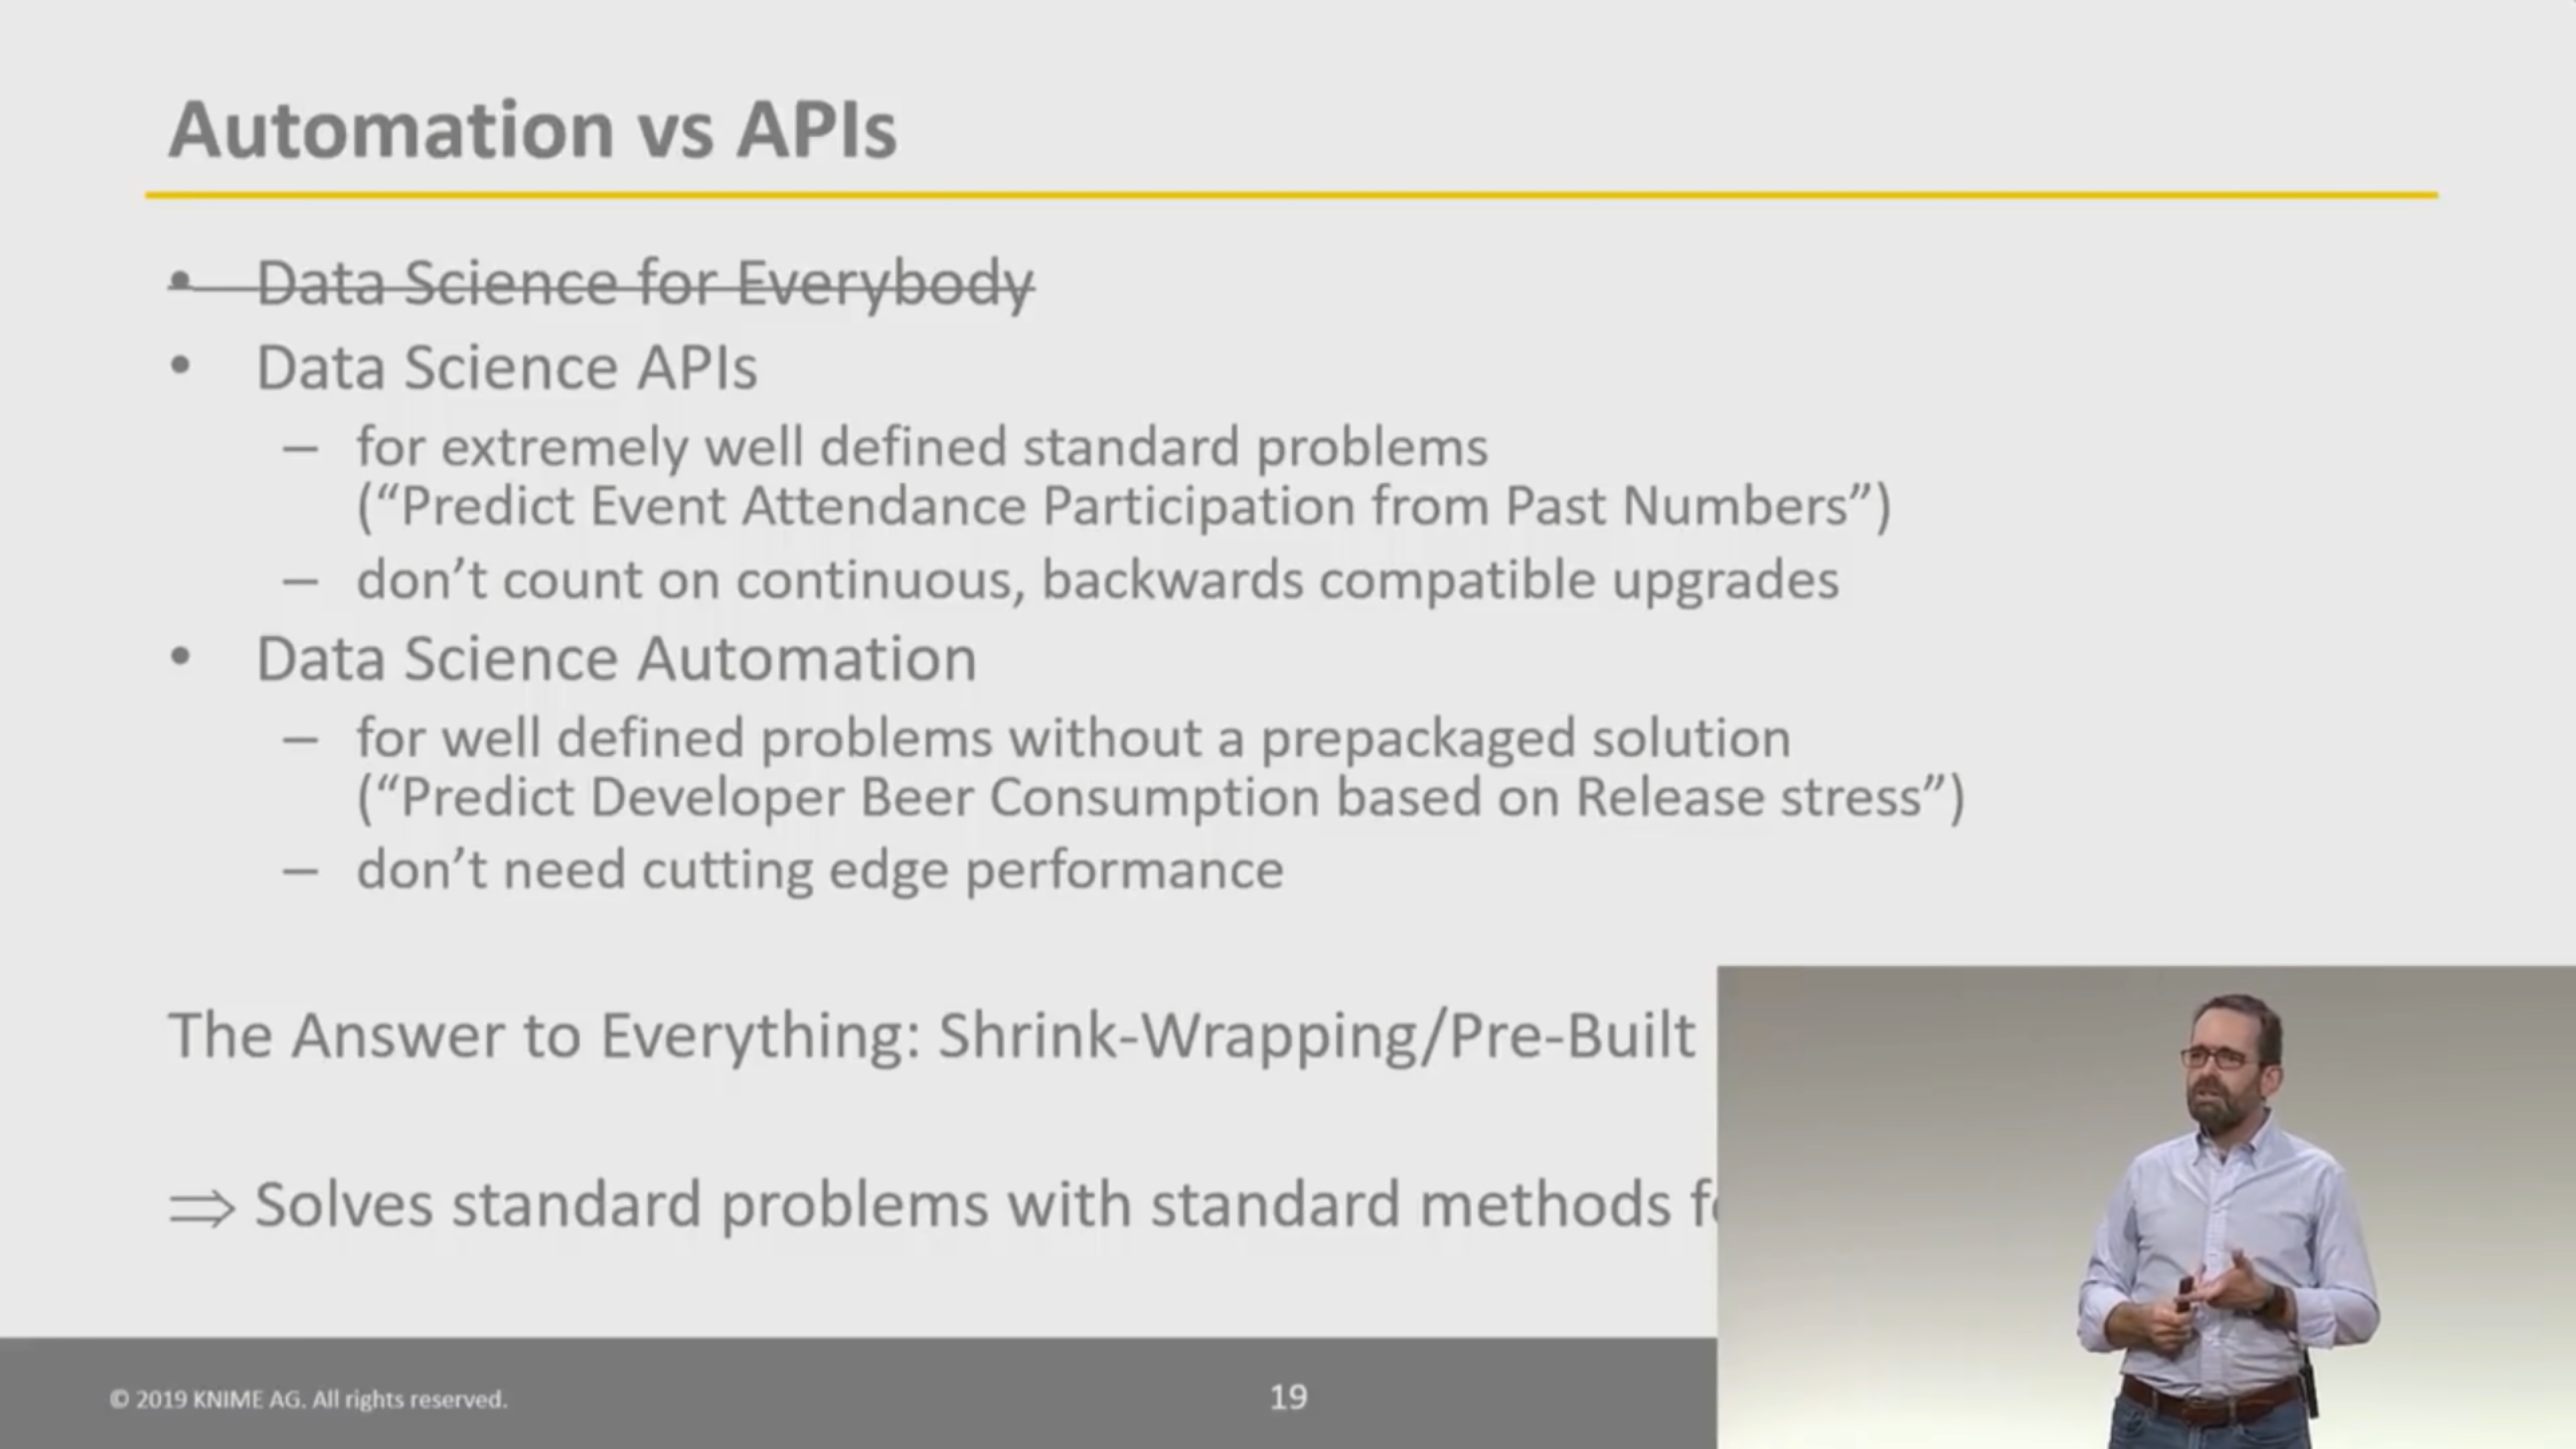 Automation vs APIs
• Data Science for Everybody
• Data Science APIs
– for extremely well defined standard problems
(“Predict Event Attendance Participation from Past Numbers”)
– don’t count on continuous, backwards compatible upgrades
• Data Science Automation
– for well defined problems without a prepackaged solution
(“Predict Developer Beer Consumption based on Release stress”)
– don’t need cutting edge performance
The Answer to Everything: Shrink-Wrapping/Pre-Built
⇒ Solves standard problems with standard methods
© 2019 KNIME AG. All rights reserved.
19